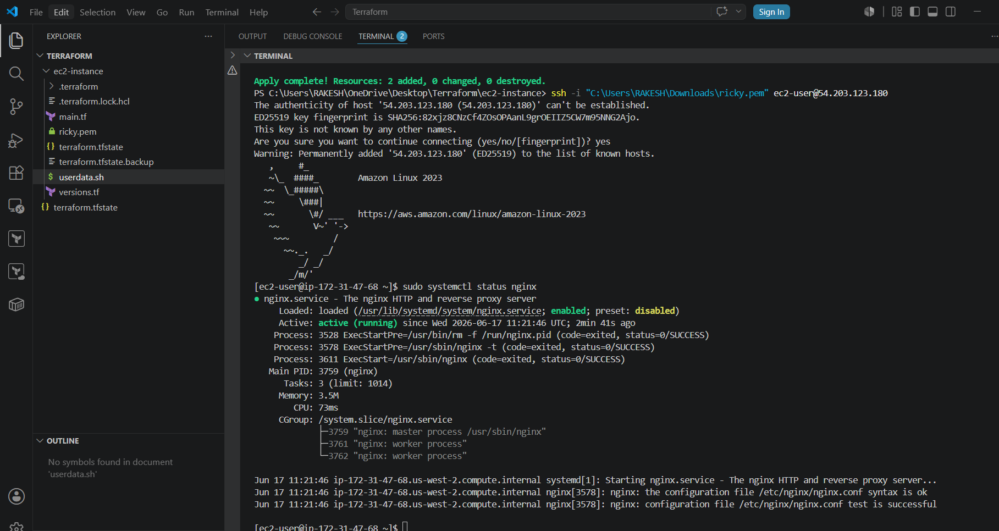 File Edit Selection View Go Run Terminal Help
Terraform
Sign In
EXPLORER
TERRAFORM
ec2-instance
.terraform
.terraform.lock.hcl
main.tf
ricky.pem
{} terraform.tfstate
terraform.tfstate.backup
$ userdata.sh
versions.tf
{} terraform.tfstate
OUTLINE
No symbols found in document
'userdata.sh'
OUTPUT DEBUG CONSOLE TERMINAL 2 PORTS
TERMINAL
Apply complete! Resources: 2 added, 0 changed, 0 destroyed.
PS C:\Users\RAKESH\OneDrive\Desktop\Terraform\ec2-instance> ssh -i "C:\Users\RAKESH\Downloads\ricky.pem" ec2-user@54.203.123.180
The authenticity of host '54.203.123.180 (54.203.123.180)' can't be established.
ED25519 key fingerprint is SHA256:82xjz8CNzCf4ZOsOPAanL9grOEIIZ5CW7m95NNG2Ajo.
This key is not known by any other names.
Are you sure you want to continue connecting (yes/no/[fingerprint])? yes
Warning: Permanently added '54.203.123.180' (ED25519) to the list of known hosts.
   ,     #_
   ~\_  ####_        Amazon Linux 2023
  ~~  \_#####\
  ~~     \###|
  ~~       \#/ ___   https://aws.amazon.com/linux/amazon-linux-2023
   ~~       V~' '->
    ~~~         /
      ~~._.   _/
         _/ _/
       _/m/'
[ec2-user@ip-172-31-47-68 ~]$ sudo systemctl status nginx
● nginx.service - The nginx HTTP and reverse proxy server
     Loaded: loaded (/usr/lib/systemd/system/nginx.service; enabled; preset: disabled)
     Active: active (running) since Wed 2026-06-17 11:21:46 UTC; 2min 41s ago
    Process: 3528 ExecStartPre=/usr/bin/rm -f /run/nginx.pid (code=exited, status=0/SUCCESS)
    Process: 3578 ExecStartPre=/usr/sbin/nginx -t (code=exited, status=0/SUCCESS)
    Process: 3611 ExecStart=/usr/sbin/nginx (code=exited, status=0/SUCCESS)
   Main PID: 3759 (nginx)
      Tasks: 3 (limit: 1014)
     Memory: 3.5M
        CPU: 73ms
     CGroup: /system.slice/nginx.service
             ├─3759 "nginx: master process /usr/sbin/nginx"
             ├─3761 "nginx: worker process"
             └─3762 "nginx: worker process"
Jun 17 11:21:46 ip-172-31-47-68.us-west-2.compute.internal systemd[1]: Starting nginx.service - The nginx HTTP and reverse proxy server...
Jun 17 11:21:46 ip-172-31-47-68.us-west-2.compute.internal nginx[3578]: nginx: the configuration file /etc/nginx/nginx.conf syntax is ok
Jun 17 11:21:46 ip-172-31-47-68.us-west-2.compute.internal nginx[3578]: nginx: configuration file /etc/nginx/nginx.conf test is successful
[ec2-user@ip-172-31-47-68 ~]$